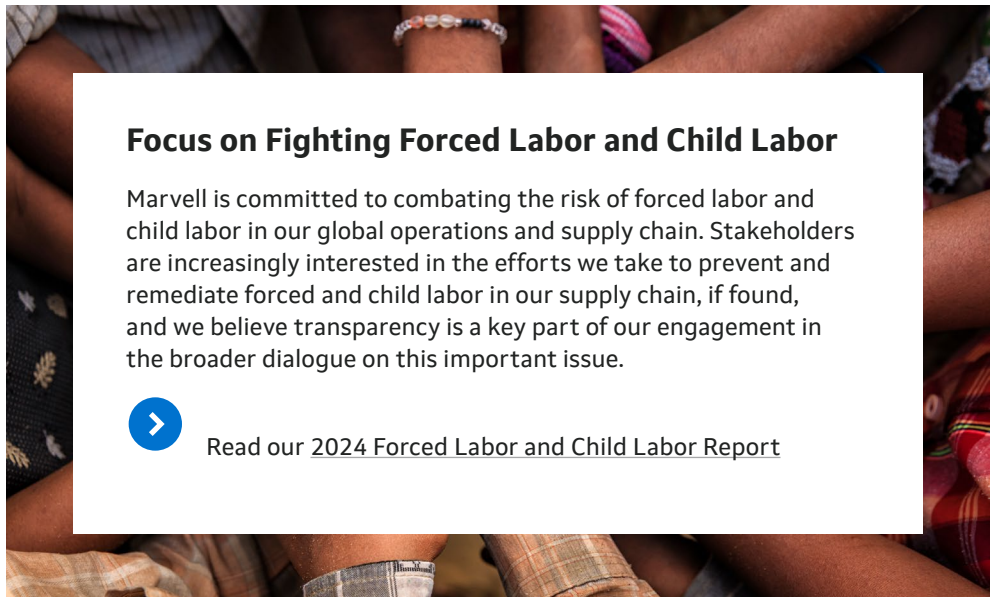 Focus on Fighting Forced Labor and Child Labor
Marvell is committed to combating the risk of forced labor and
child labor in our global operations and supply chain. Stakeholders
are increasingly interested in the efforts we take to prevent and
remediate forced and child labor in our supply chain, if found,
and we believe transparency is a key part of our engagement in
the broader dialogue on this important issue.
Read our 2024 Forced Labor and Child Labor Report